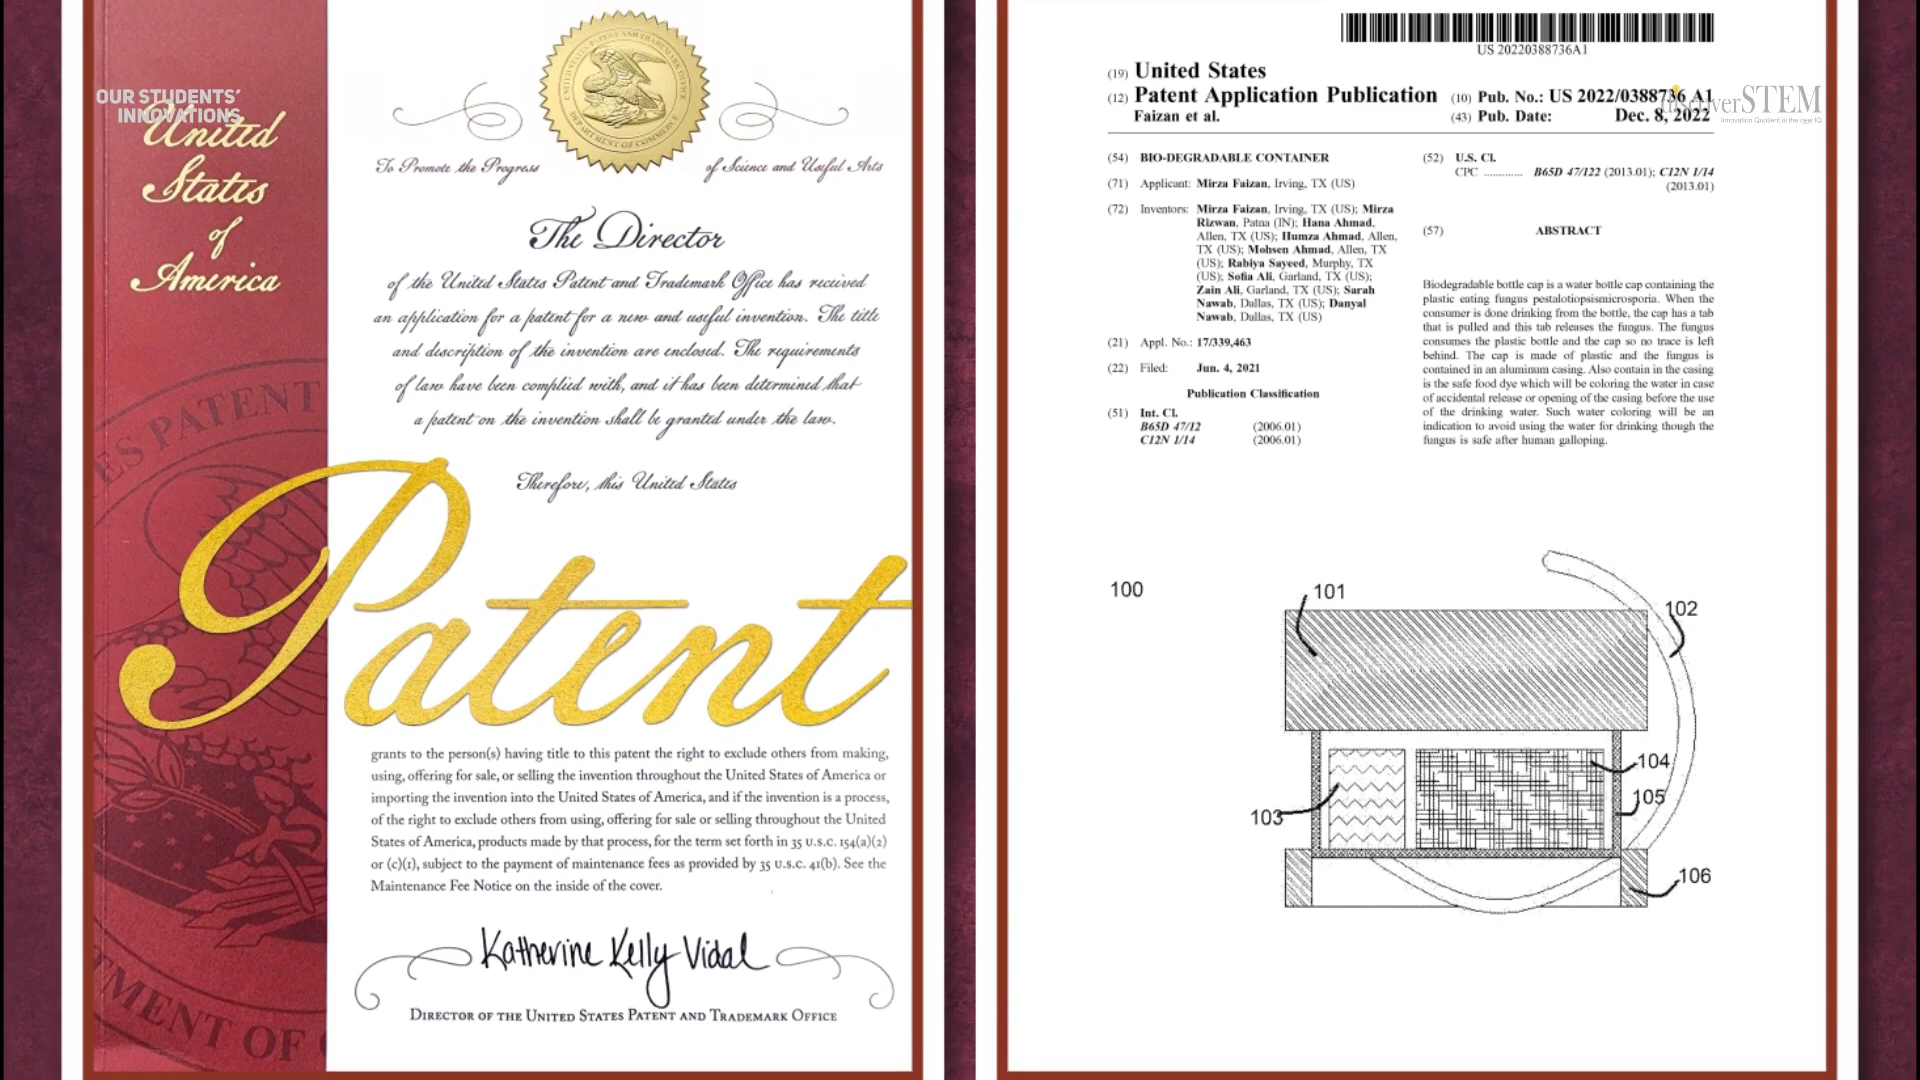 OUR STUDENTS'
INNOVATIONS
United
States
of
America
DEPARTMENT OF COMMERCE
To Promote the Progress
of Science and Useful Arts
The Director
of the United States Patent and Trademark Office has received
an application for a patent for a new and useful invention. The title
and description of the invention are enclosed. The requirements
of law have been complied with, and it has been determined that
a patent on the invention shall be granted under the law.
Therefore, this United States
Patent
grants to the person(s) having title to this patent the right to exclude others from making,
using, offering for sale, or selling the invention throughout the United States of America or
importing the invention into the United States of America, and if the invention is a process,
of the right to exclude others from using, offering for sale or selling throughout the United
States of America, products made by that process, for the term set forth in 35 U.S.C. 154(a)(2)
or (c)(1), subject to the payment of maintenance fees as provided by 35 U.S.C. 41(b). See the
Maintenance Fee Notice on the inside of the cover.
Katherine Kelly Vidal
DIRECTOR OF THE UNITED STATES PATENT AND TRADEMARK OFFICE
ES PATENT
MENT OF
US 20220388736A1
(19) United States
(12) Patent Application Publication
Faizan et al.
(10) Pub. No.: US 2022/0388736 A1
(43) Pub. Date: Dec. 8, 2022
discoverSTEM
Innovation Quotient is the new IQ
(54) BIO-DEGRADABLE CONTAINER
(71) Applicant: Mirza Faizan, Irving, TX (US)
(72) Inventors: Mirza Faizan, Irving, TX (US); Mirza
Rizwan, Patna (IN); Hana Ahmad,
Allen, TX (US); Humza Ahmad, Allen,
TX (US); Mohsen Ahmad, Allen, TX
(US); Rabiya Sayeed, Murphy, TX
(US); Sofia Ali, Garland, TX (US);
Zain Ali, Garland, TX (US); Sarah
Nawab, Dallas, TX (US); Danyal
Nawab, Dallas, TX (US)
(21) Appl. No.: 17/339,463
(22) Filed: Jun. 4, 2021
Publication Classification
(51) Int. Cl.
B65D 47/12 (2006.01)
C12N 1/14 (2006.01)
(52) U.S. Cl.
CPC ............ B65D 47/122 (2013.01); C12N 1/14
(2013.01)
(57) ABSTRACT
Biodegradable bottle cap is a water bottle cap containing the
plastic eating fungus pestalotiopsismicrosporia. When the
consumer is done drinking from the bottle, the cap has a tab
that is pulled and this tab releases the fungus. The fungus
consumes the plastic bottle and the cap so no trace is left
behind. The cap is made of plastic and the fungus is
contained in an aluminum casing. Also contain in the casing
is the safe food dye which will be coloring the water in case
of accidental release or opening of the casing before the use
of the drinking water. Such water coloring will be an
indication to avoid using the water for drinking though the
fungus is safe after human galloping.
100
101
102
103
104
105
106